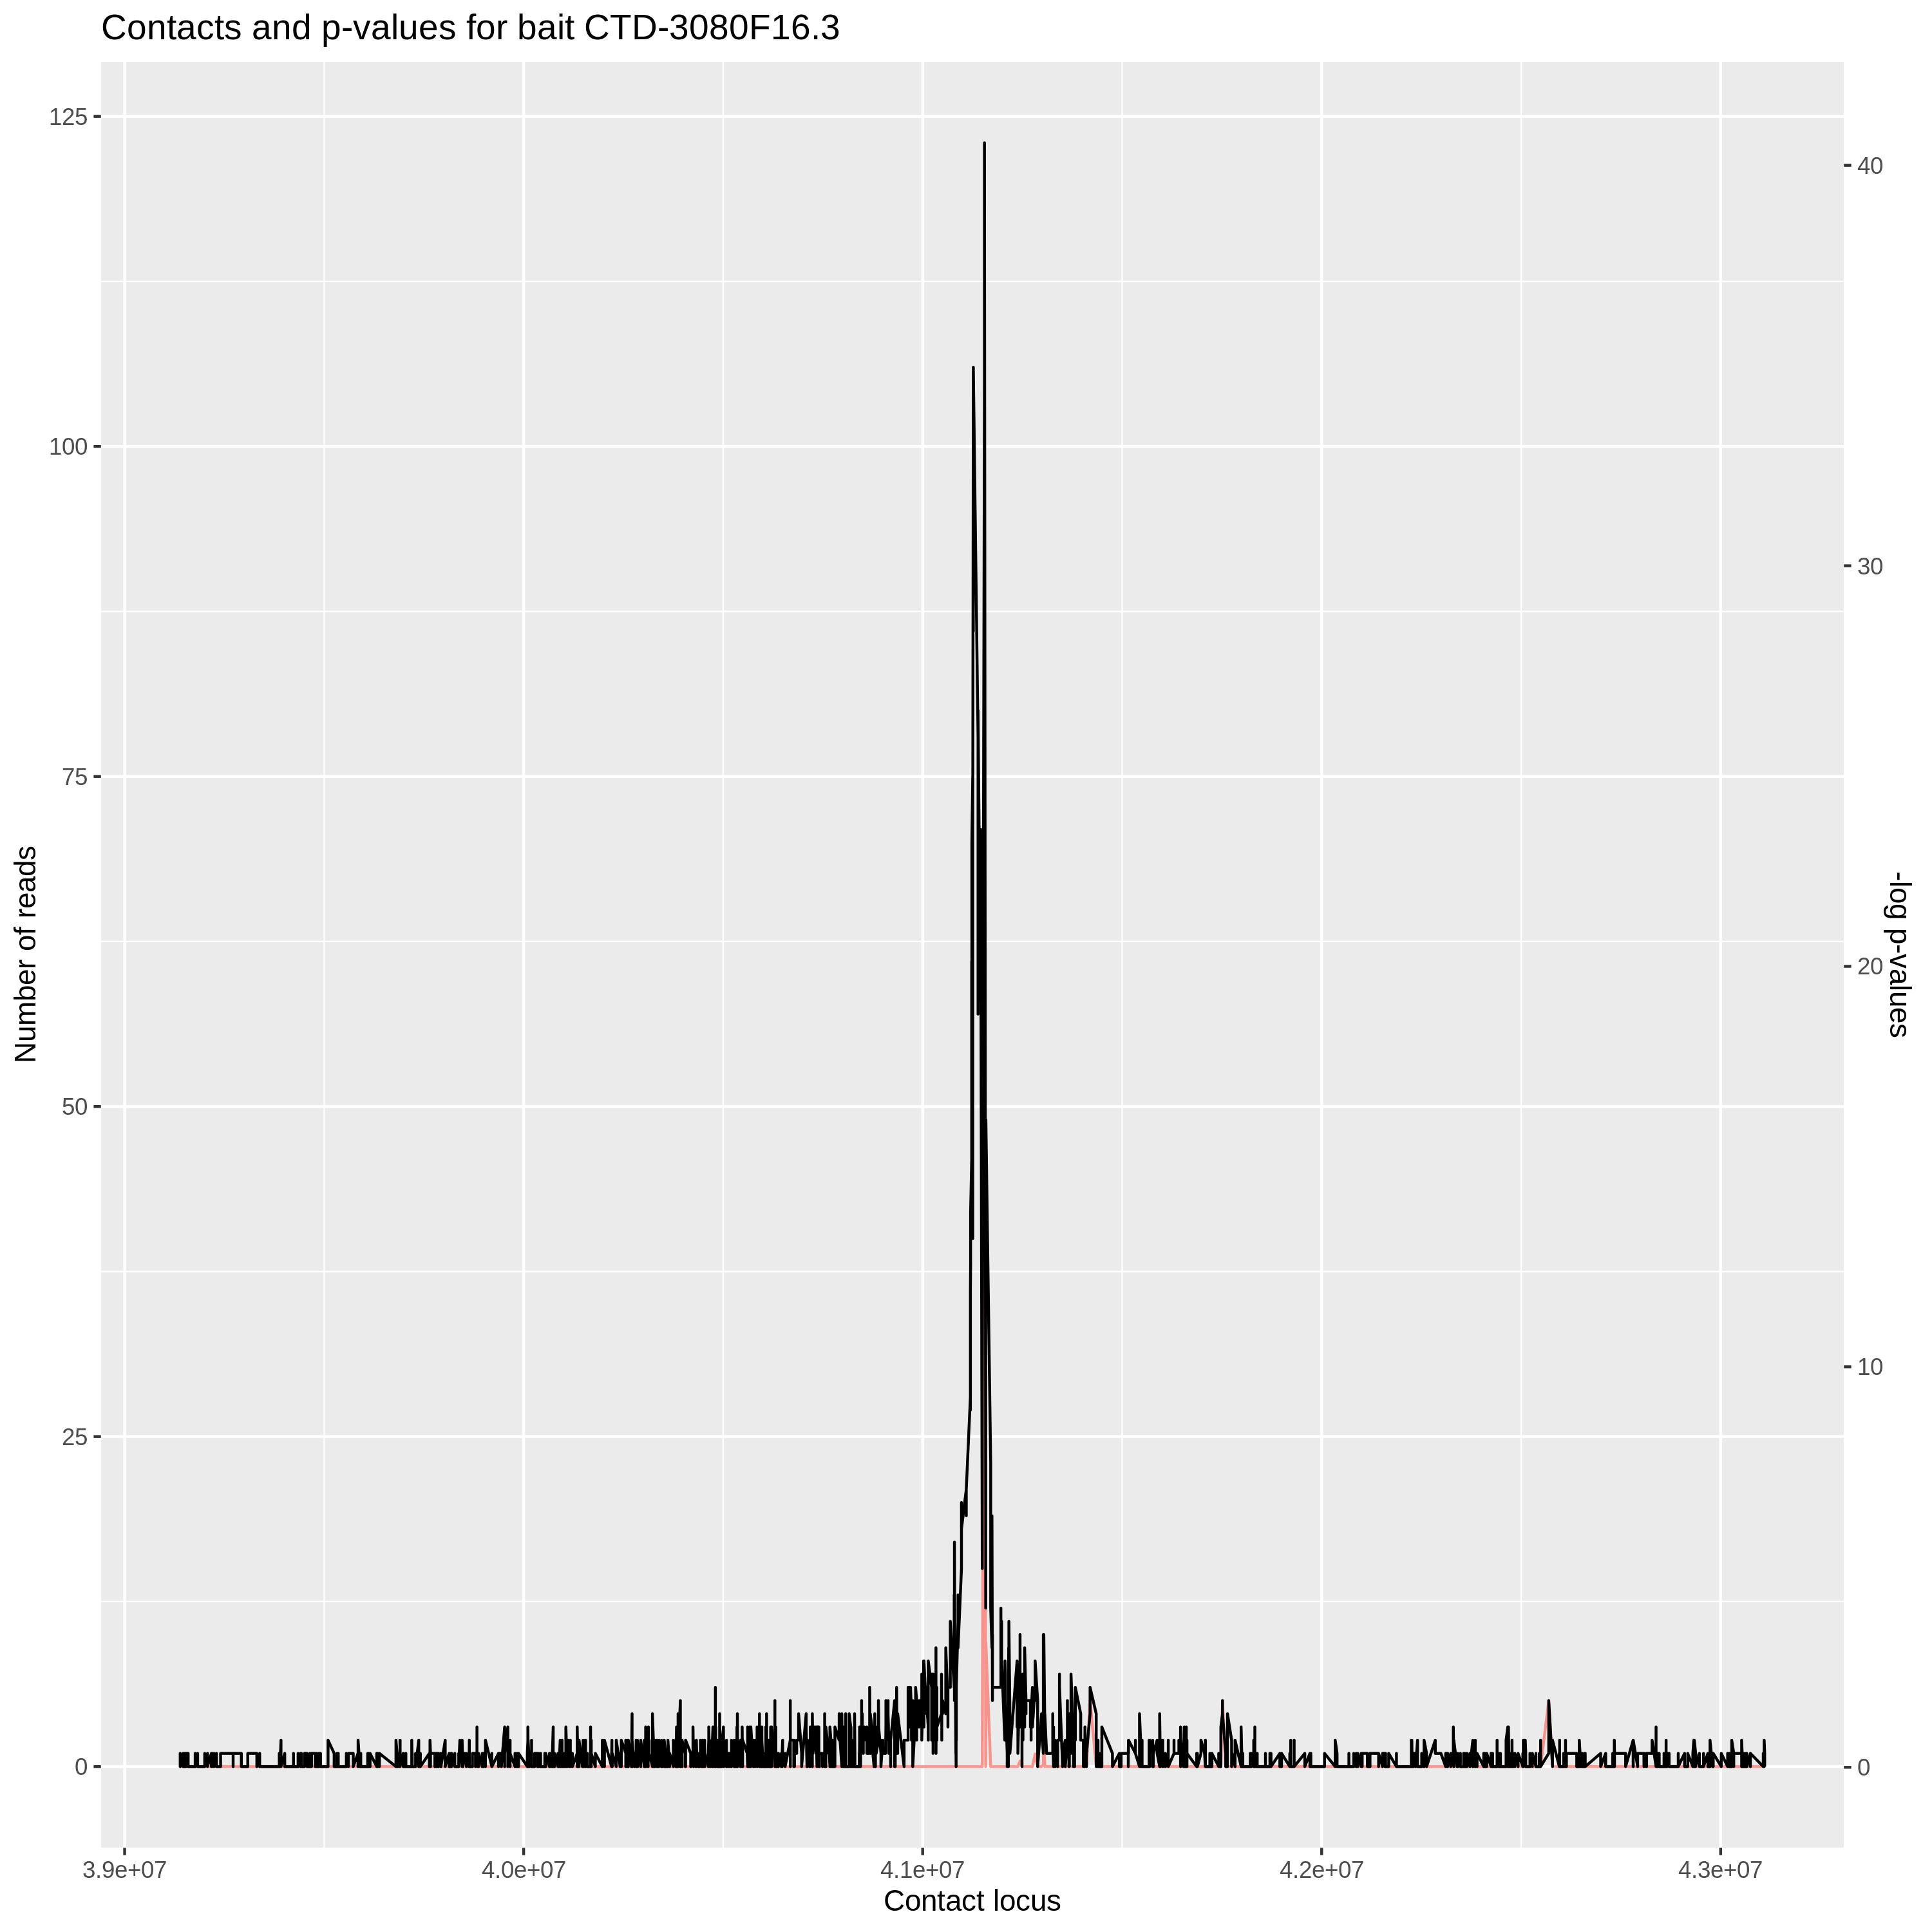 Contacts and p-values for bait CTD-3080F16.3
125
100
75
50
25
0
Number of reads
40
30
20
10
0
-log p-values
3.9e+07
4.0e+07
4.1e+07
4.2e+07
4.3e+07
Contact locus